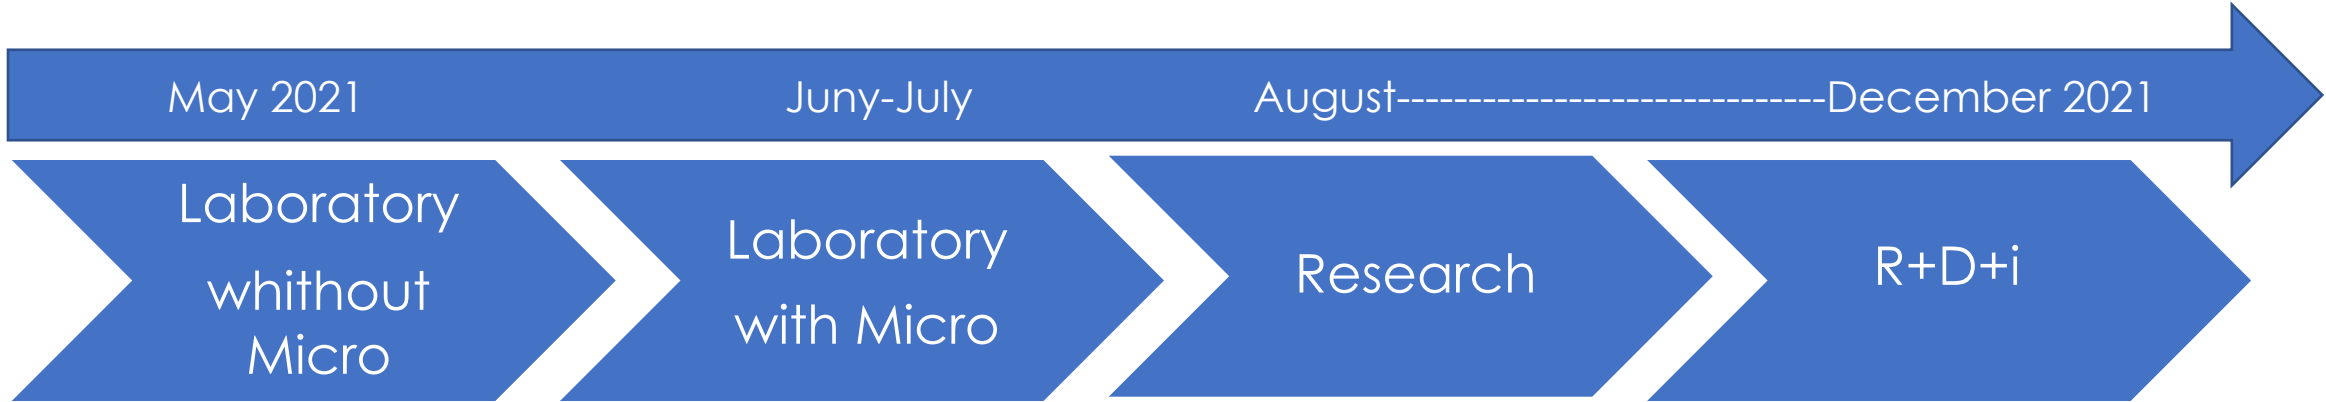 May 2021
Juny-July
August------------------------------December 2021
Laboratory
whithout
Micro
Laboratory
with Micro
Research
R+D+i